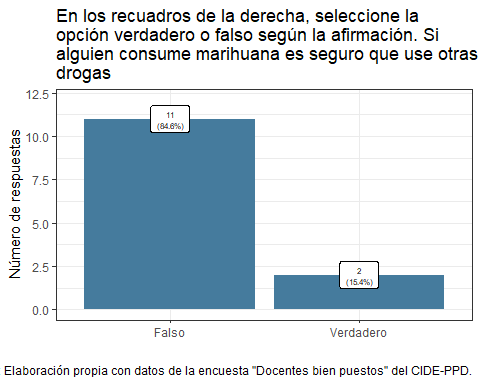 En los recuadros de la derecha, seleccione la
opción verdadero o falso según la afirmación. Si
alguien consume marihuana es seguro que use otras
drogas
Número de respuestas
12.5
10.0
7.5
5.0
2.5
0.0
11
(84.6%)
2
(15.4%)
Falso
Verdadero
Elaboración propia con datos de la encuesta "Docentes bien puestos" del CIDE-PPD.